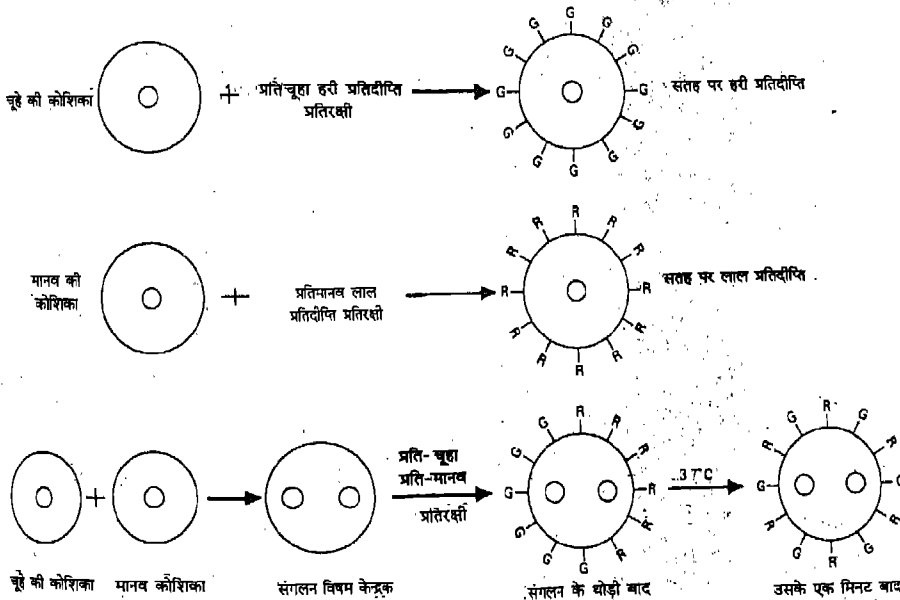 चूहे की कोशिका
+
प्रतिचूहा हरी प्रतिदीप्ति
प्रतिरक्षी
G G G G G G G G G G G G
सतह पर हरी प्रतिदीप्ति
मानव की
कोशिका
+
प्रतिमानव लाल
प्रतिदीप्ति प्रतिरक्षी
R R R R R R R R R R R R
सतह पर लाल प्रतिदीप्ति
+
प्रति-चूहा
प्रति-मानव
प्रतिरक्षी
G G G R R R R R R G G G
37°C
G R G R G R R G R R G
चूहे की कोशिका
मानव कोशिका
संगलन विषम केन्द्रक
संगलन के थोड़ी बाद
उसके एक मिनट बाद